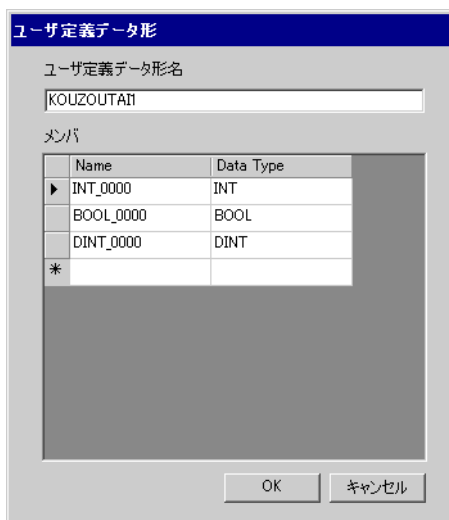 ユーザ定義データ形
ユーザ定義データ形名
KOUZOUTAI1
メンバ
Name Data Type
INT_0000 INT
BOOL_0000 BOOL
DINT_0000 DINT
OK キャンセル